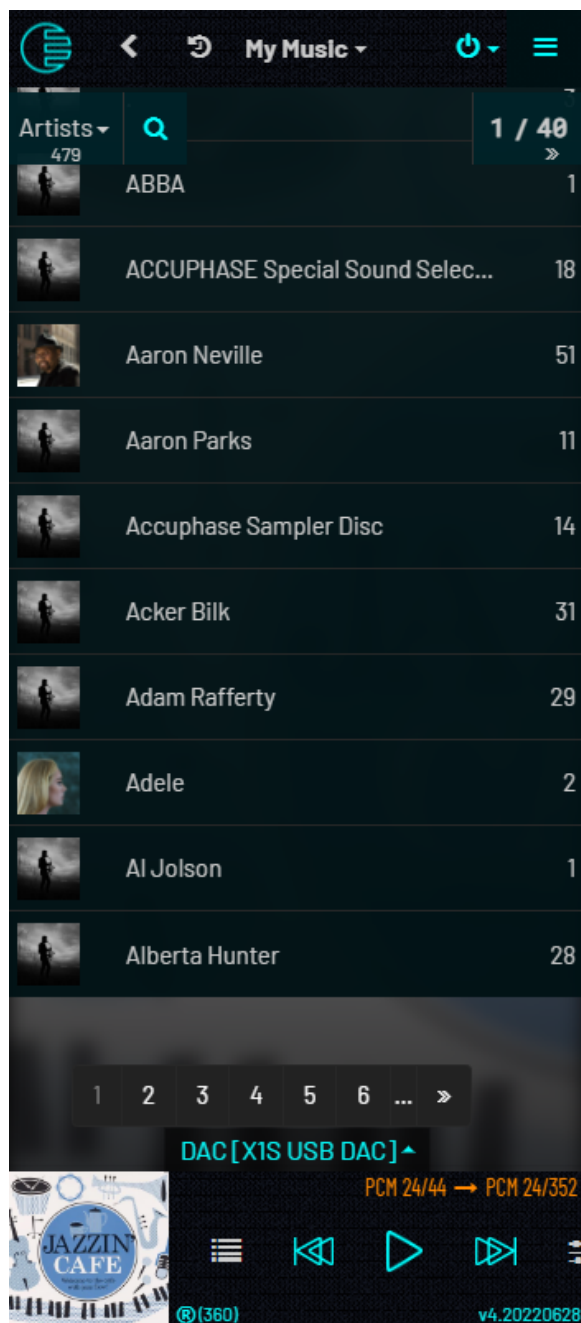 My Music
Artists
479
1 / 40
»
ABBA 1
ACCUPHASE Special Sound Selec... 18
Aaron Neville 51
Aaron Parks 11
Accuphase Sampler Disc 14
Acker Bilk 31
Adam Rafferty 29
Adele 2
Al Jolson 1
Alberta Hunter 28
1 2 3 4 5 6 ... »
DAC [X1S USB DAC]
PCM 24/44 → PCM 24/352
JAZZIN'
CAFE
®(360)
v4.20220628